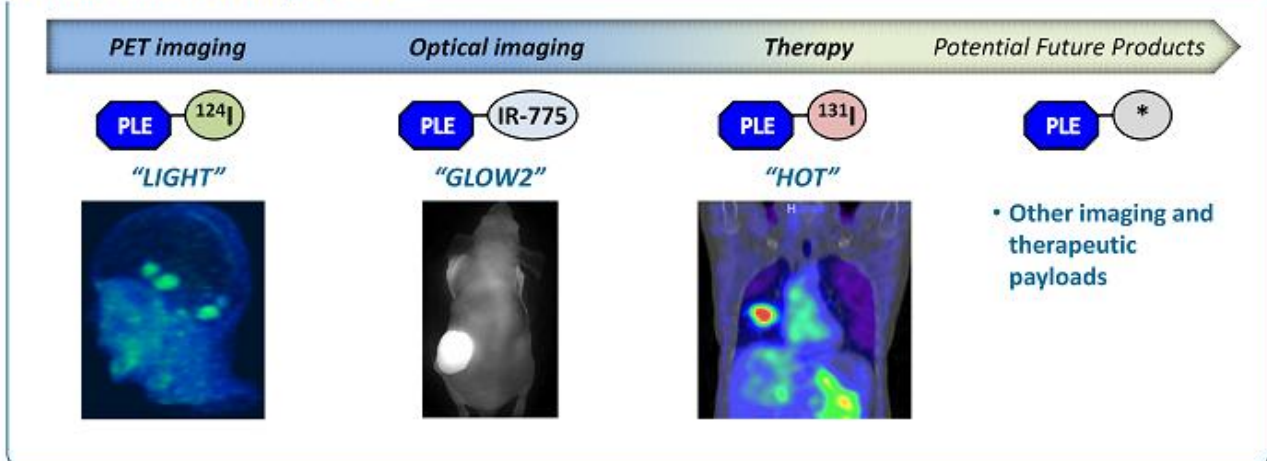 PET imaging
Optical imaging
Therapy
Potential Future Products
PLE
124I
PLE
IR-775
PLE
131I
PLE
*
“LIGHT”
“GLOW2”
“HOT”
H
• Other imaging and
therapeutic
payloads